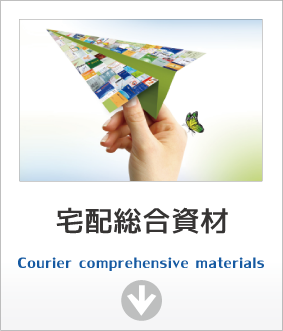 宅配総合資材
Courier comprehensive materials